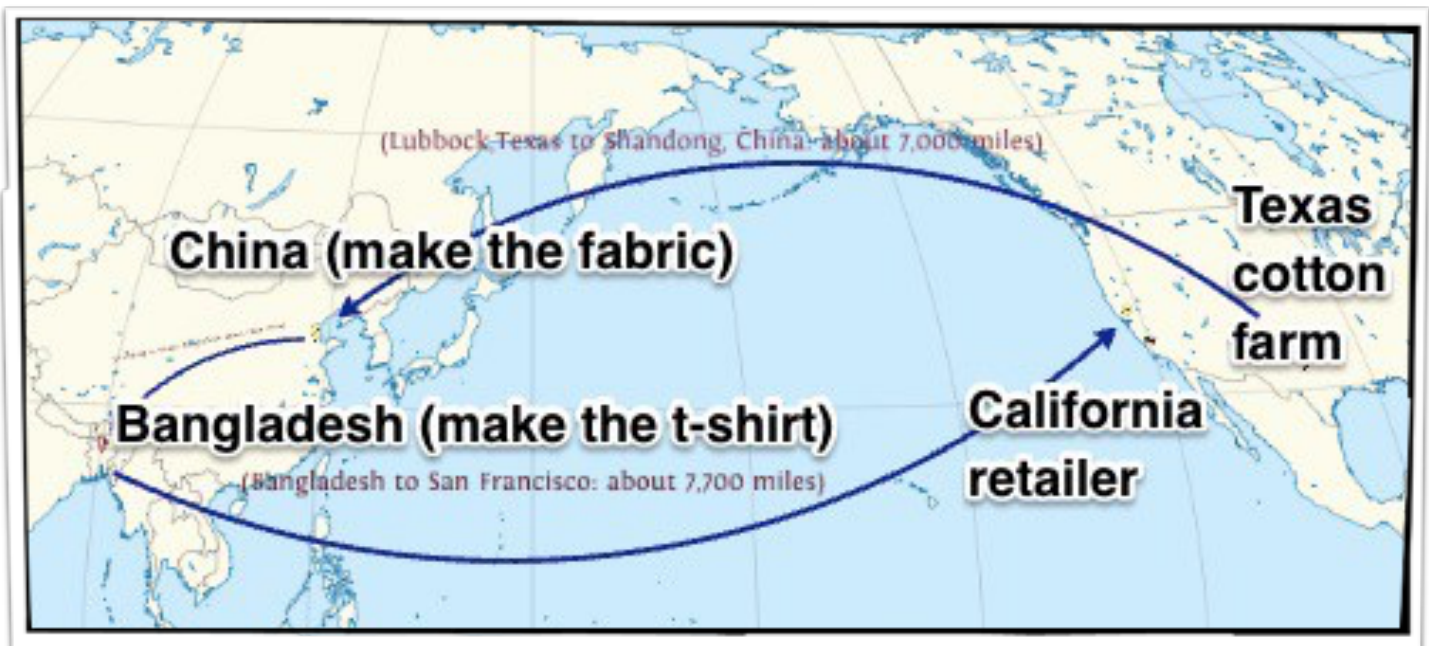 (Lubbock,Texas to Shandong, China: about 7,000 miles)
Texas
cotton
farm
China (make the fabric)
Bangladesh (make the t-shirt)
California
retailer
(Bangladesh to San Francisco: about 7,700 miles)